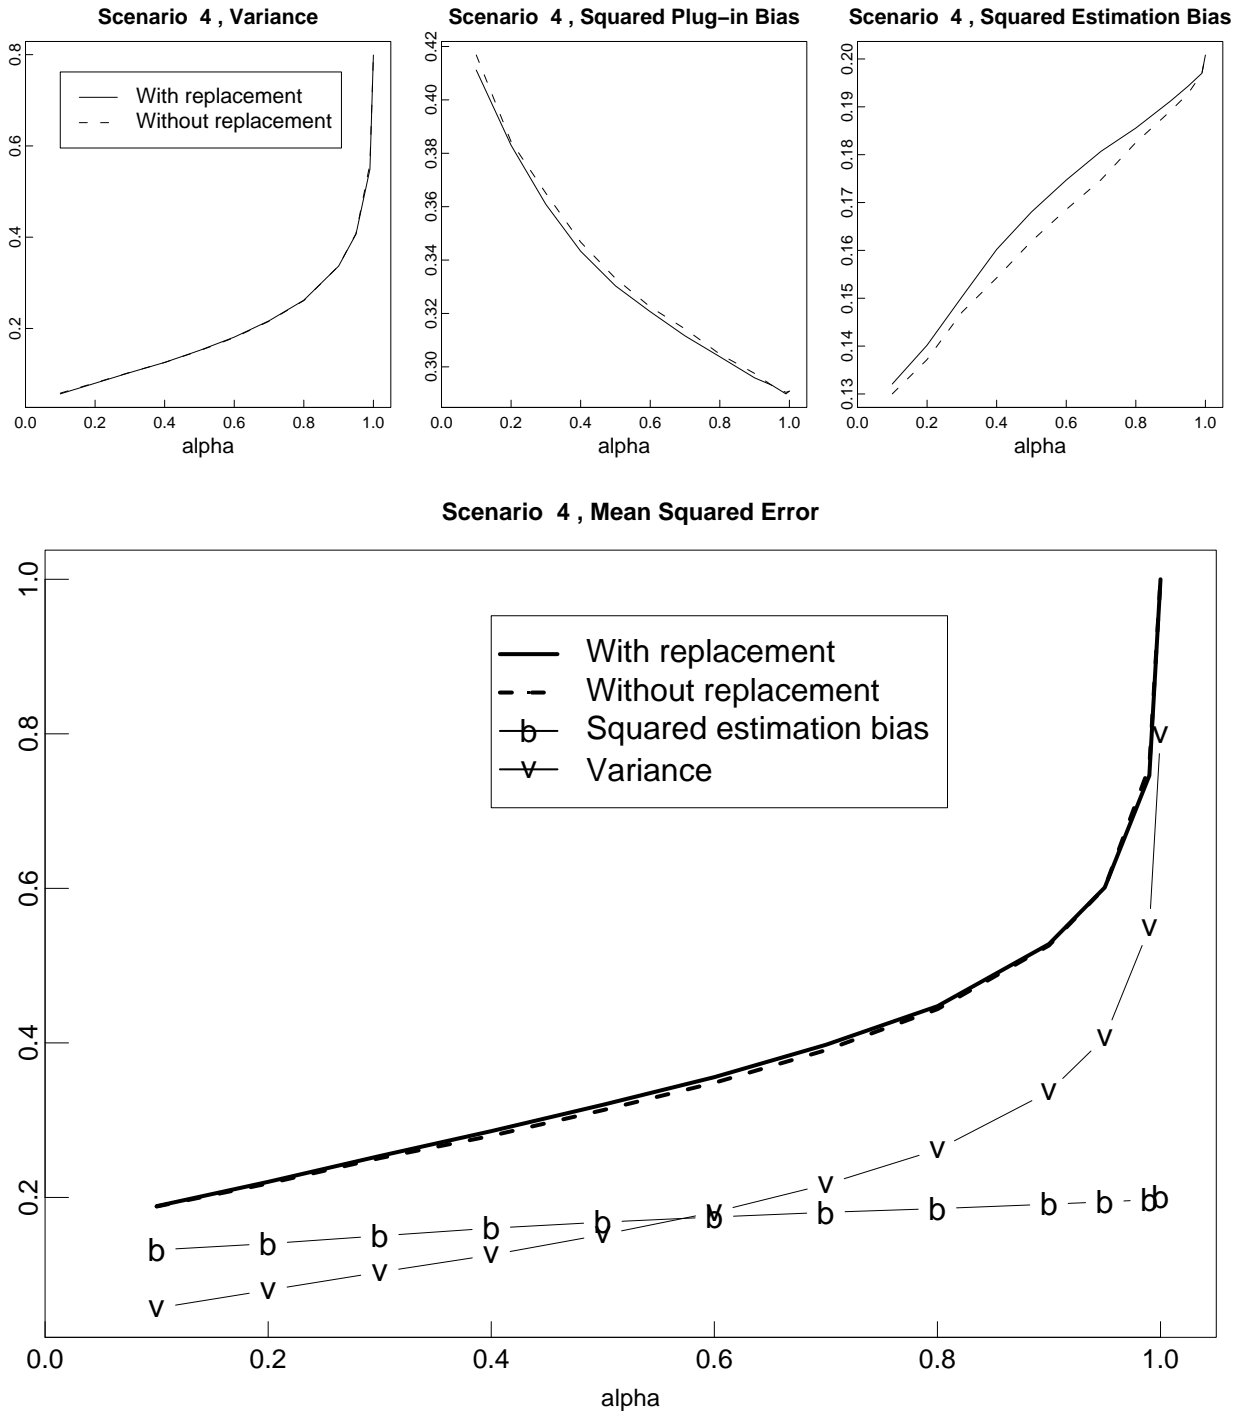 Scenario 4 , Variance
0.2 0.4 0.6 0.8
With replacement
Without replacement
0.0 0.2 0.4 0.6 0.8 1.0
alpha
Scenario 4 , Squared Plug−in Bias
0.30 0.32 0.34 0.36 0.38 0.40 0.42
0.0 0.2 0.4 0.6 0.8 1.0
alpha
Scenario 4 , Squared Estimation Bias
0.13 0.14 0.15 0.16 0.17 0.18 0.19 0.20
0.0 0.2 0.4 0.6 0.8 1.0
alpha
Scenario 4 , Mean Squared Error
0.2 0.4 0.6 0.8 1.0
With replacement
Without replacement
b Squared estimation bias
v Variance
b b b b b b b b b b b b
v v v v v v v v v v v v
0.0 0.2 0.4 0.6 0.8 1.0
alpha